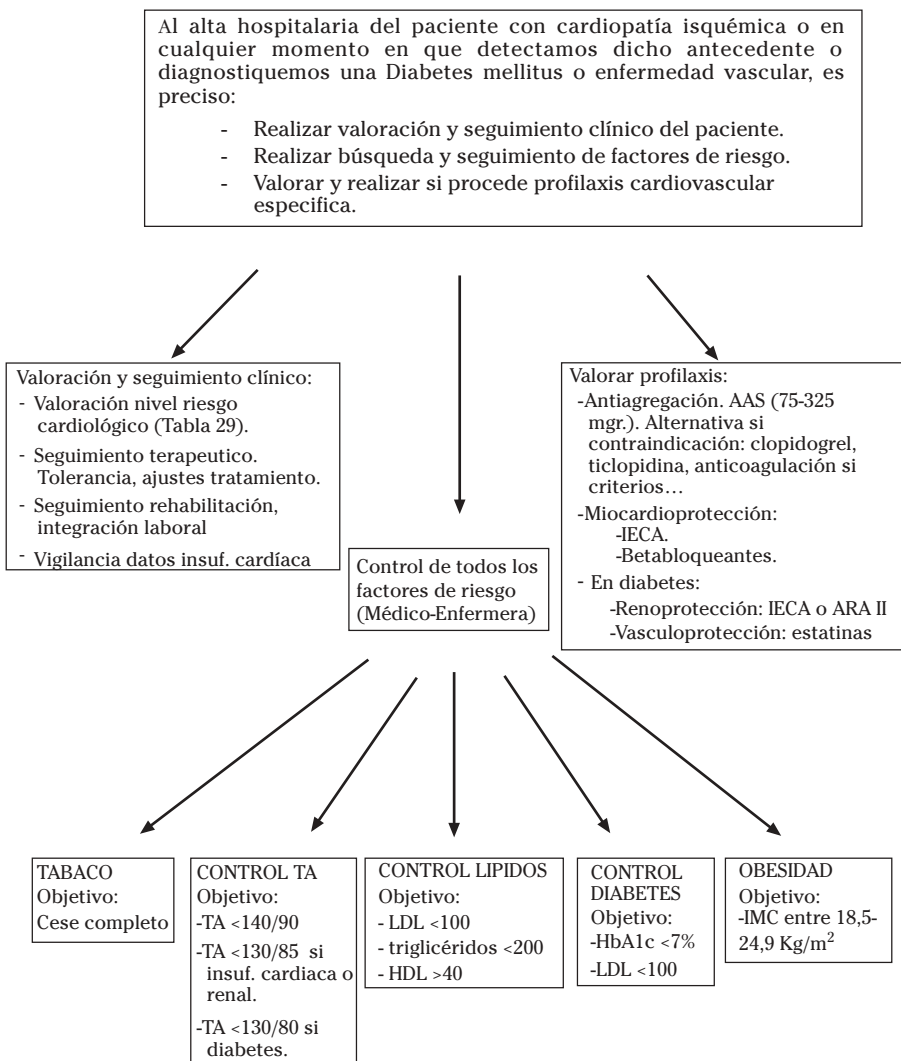 Al alta hospitalaria del paciente con cardiopatía isquémica o en
cualquier momento en que detectamos dicho antecedente o
diagnostiquemos una Diabetes mellitus o enfermedad vascular, es
preciso:
- Realizar valoración y seguimiento clínico del paciente.
- Realizar búsqueda y seguimiento de factores de riesgo.
- Valorar y realizar si procede profilaxis cardiovascular
especifica.
Valoración y seguimiento clínico:
- Valoración nivel riesgo
cardiológico (Tabla 29).
- Seguimiento terapeutico.
Tolerancia, ajustes tratamiento.
- Seguimiento rehabilitación,
integración laboral
- Vigilancia datos insuf. cardíaca
Control de todos los
factores de riesgo
(Médico-Enfermera)
Valorar profilaxis:
-Antiagregación. AAS (75-325
mgr.). Alternativa si
contraindicación: clopidogrel,
ticlopidina, anticoagulación si
criterios…
-Miocardioprotección:
-IECA.
-Betabloqueantes.
- En diabetes:
-Renoprotección: IECA o ARA II
-Vasculoprotección: estatinas
TABACO
Objetivo:
Cese completo
CONTROL TA
Objetivo:
-TA <140/90
-TA <130/85 si
insuf. cardiaca o
renal.
-TA <130/80 si
diabetes.
CONTROL LIPIDOS
Objetivo:
- LDL <100
- triglicéridos <200
- HDL >40
CONTROL
DIABETES
Objetivo:
-HbA1c <7%
-LDL <100
OBESIDAD
Objetivo:
-IMC entre 18,5-
24,9 Kg/m²